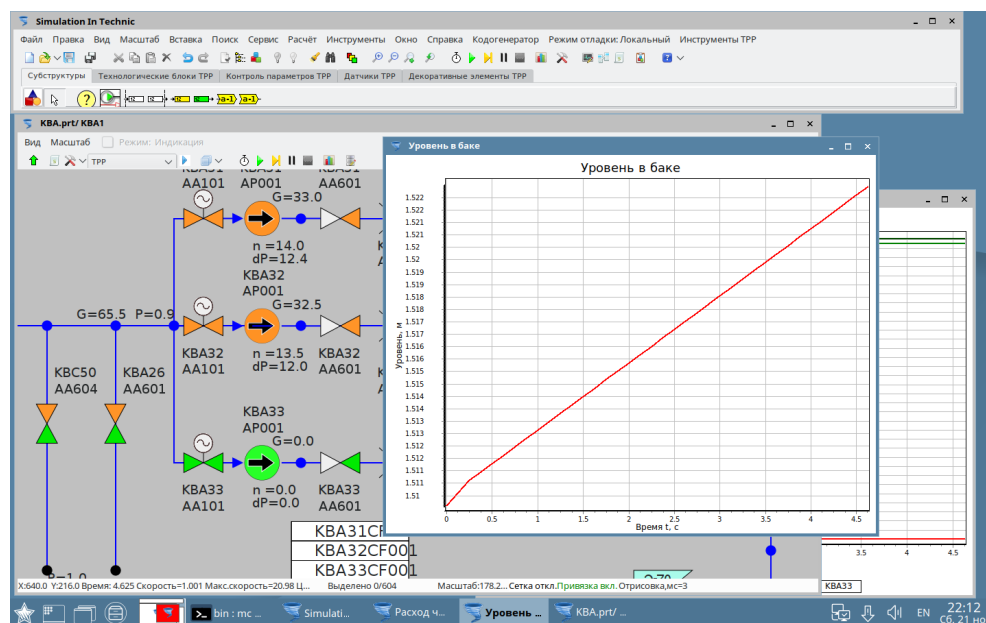 Simulation In Technic
Файл Правка Вид Масштаб Вставка Поиск Сервис Расчёт Инструменты Окно Справка Кодогенератор Режим отладки: Локальный Инструменты ТРР
Субструктуры Технологические блоки ТРР Контроль параметров ТРР Датчики ТРР Декоративные элементы ТРР
KBA.prt/ KBA1
Вид Масштаб Режим: Индикация
TPP
Уровень в баке
Уровень в баке
AA101 AP001 AA601
G=33.0
n =14.0
dP=12.4
KBA32
AP001
G=32.5
G=65.5 P=0.9
KBA32 n =13.5 KBA32
AA101 dP=12.0 AA601
KBC50 KBA26
AA604 AA601
KBA33
AP001
G=0.0
KBA33 n =0.0 KBA33
AA101 dP=0.0 AA601
KBA32CF001
KBA33CF001
1.522
1.522
1.521
1.521
1.52
1.519
1.518
1.518
1.517
1.517
1.516
1.516
1.515
1.515
1.514
1.514
1.513
1.512
1.512
1.511
1.511
1.51
Уровень, м
0 0.5 1 1.5 2 2.5 3 3.5 4 4.5
Время t, с
3.5 4 4.5
KBA33
X:640.0 Y:216.0 Время: 4.625 Скорость=1.001 Макс.скорость=20.98 Ц... Выделено 0/604 Масштаб:178.2... Сетка откл. Привязка вкл. Отрисовка,мс=3
bin : mc ... Simulati... Расход ч... Уровень ... KBA.prt/ ...
EN 22:12
Сб, 21 но